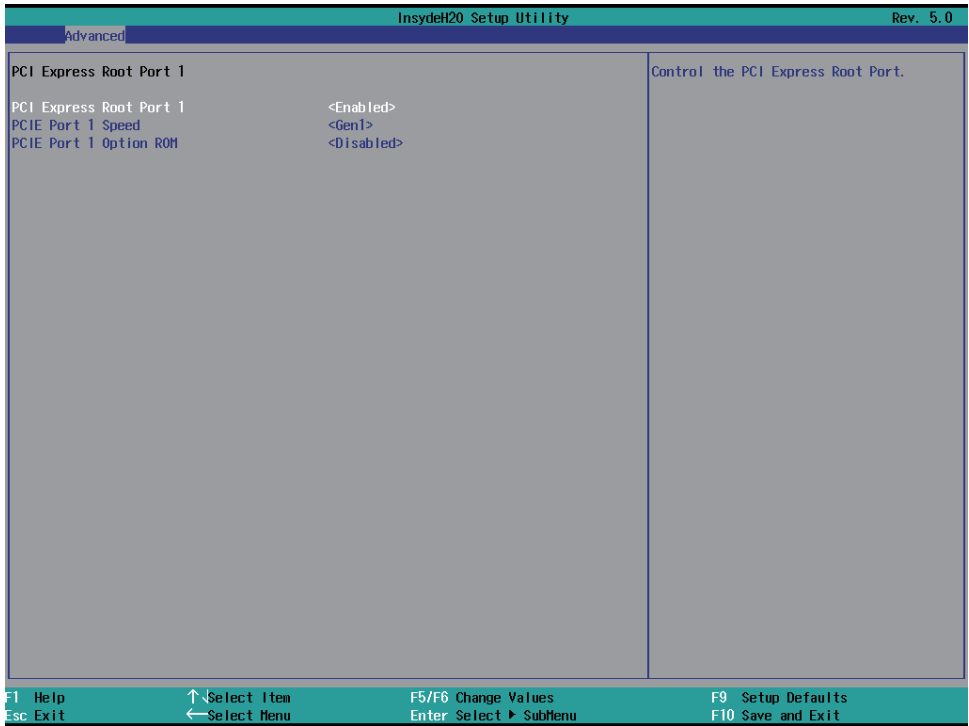 InsydeH20 Setup Utility Rev. 5.0
Advanced
PCI Express Root Port 1
Control the PCI Express Root Port.
PCI Express Root Port 1 <Enabled>
PCIE Port 1 Speed <Gen1>
PCIE Port 1 Option ROM <Disabled>
F1 Help ↑↓Select Item F5/F6 Change Values F9 Setup Defaults
Esc Exit ←Select Menu Enter Select ▶ SubMenu F10 Save and Exit